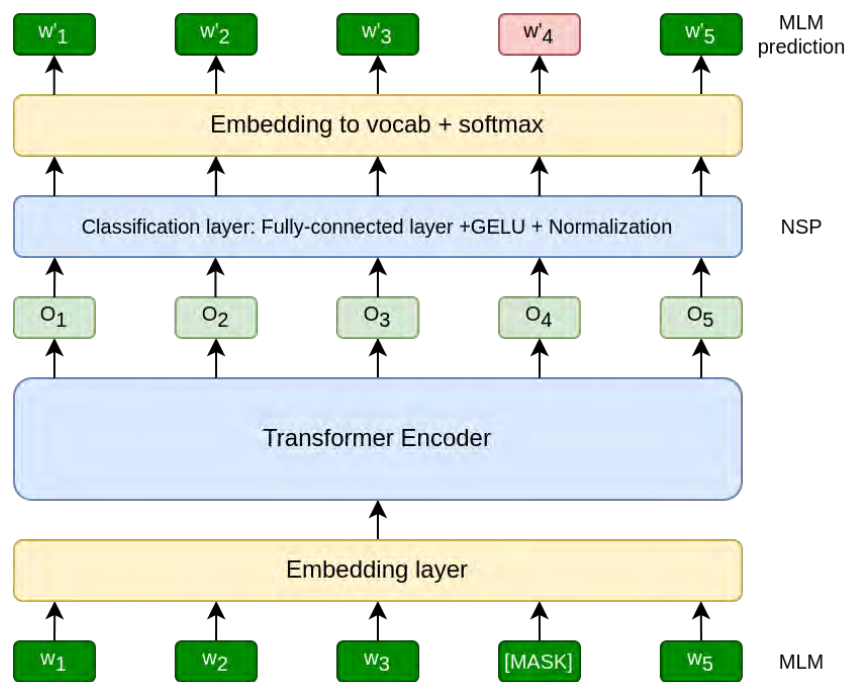 w'1 w'2 w'3 w'4 w'5 MLM prediction
Embedding to vocab + softmax
Classification layer: Fully-connected layer +GELU + Normalization NSP
O1 O2 O3 O4 O5
Transformer Encoder
Embedding layer
w1 w2 w3 [MASK] w5 MLM